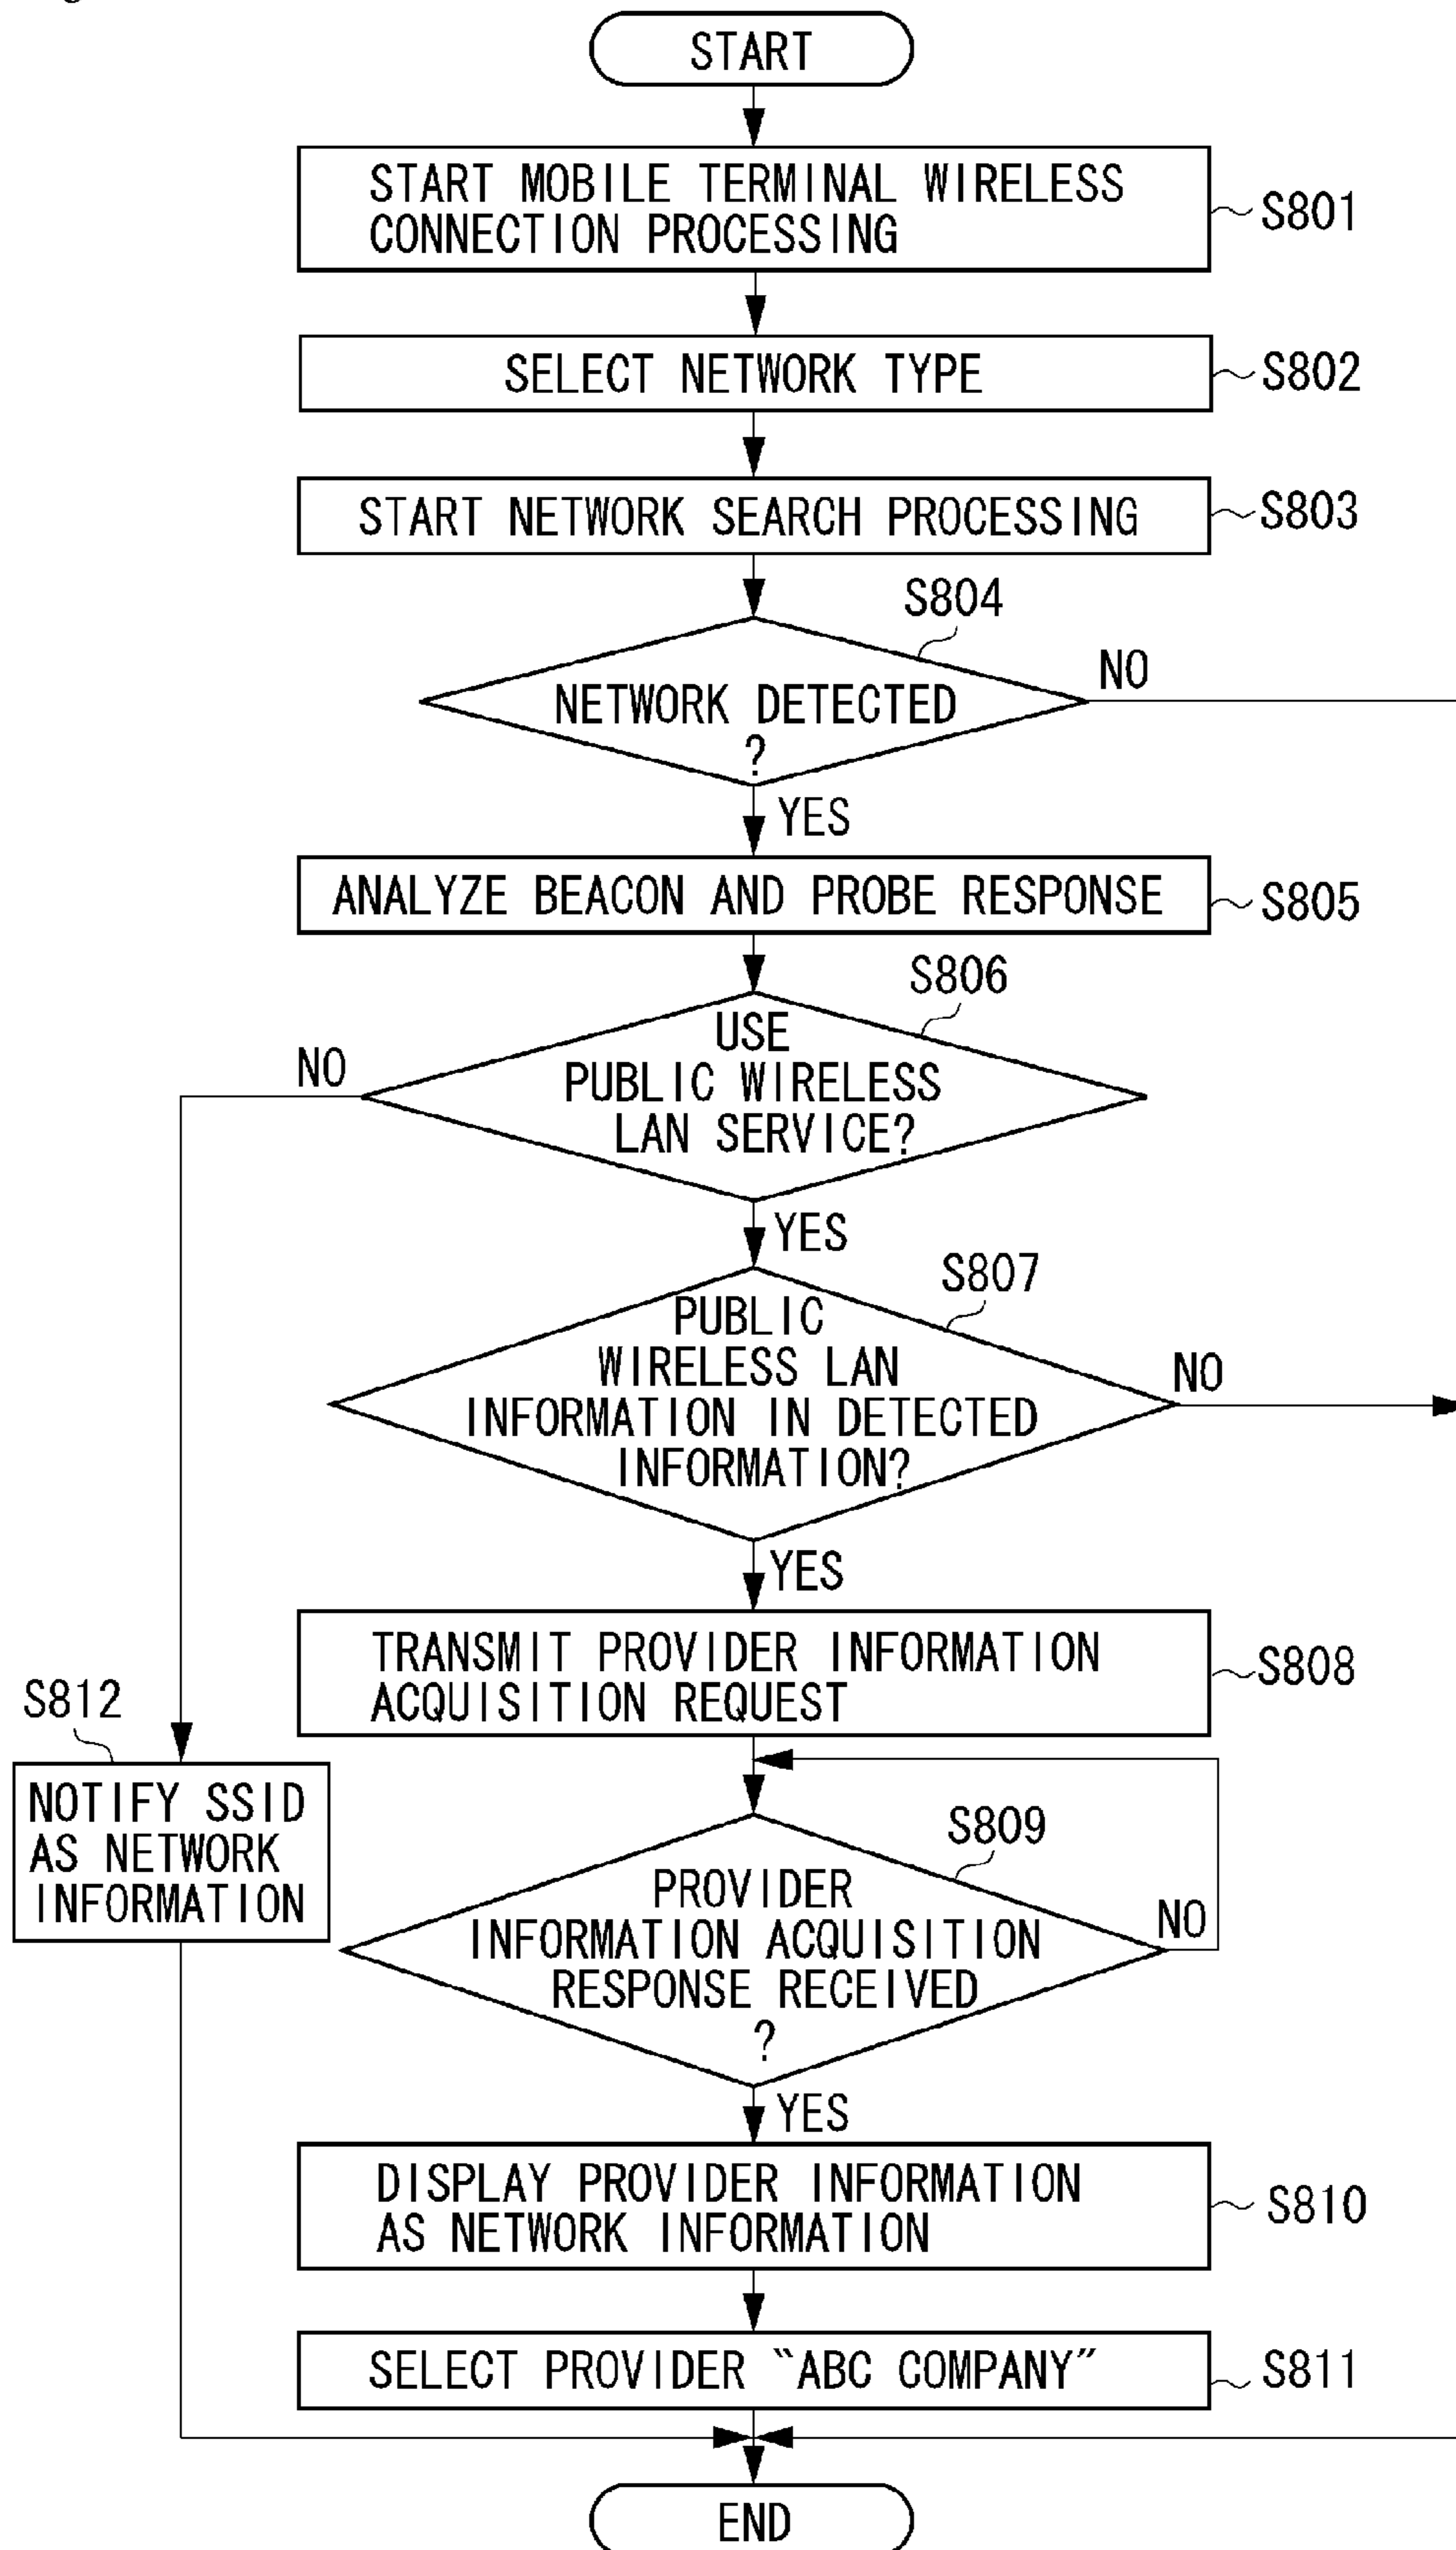 START
START MOBILE TERMINAL WIRELESS
CONNECTION PROCESSING
S801
SELECT NETWORK TYPE
S802
START NETWORK SEARCH PROCESSING
S803
S804
NETWORK DETECTED
?
NO
YES
ANALYZE BEACON AND PROBE RESPONSE
S805
S806
USE
PUBLIC WIRELESS
LAN SERVICE?
NO
YES
S807
PUBLIC
WIRELESS LAN
INFORMATION IN DETECTED
INFORMATION?
NO
YES
TRANSMIT PROVIDER INFORMATION
ACQUISITION REQUEST
S808
S812
NOTIFY SSID
AS NETWORK
INFORMATION
S809
PROVIDER
INFORMATION ACQUISITION
RESPONSE RECEIVED
?
NO
YES
DISPLAY PROVIDER INFORMATION
AS NETWORK INFORMATION
S810
SELECT PROVIDER "ABC COMPANY"
S811
END